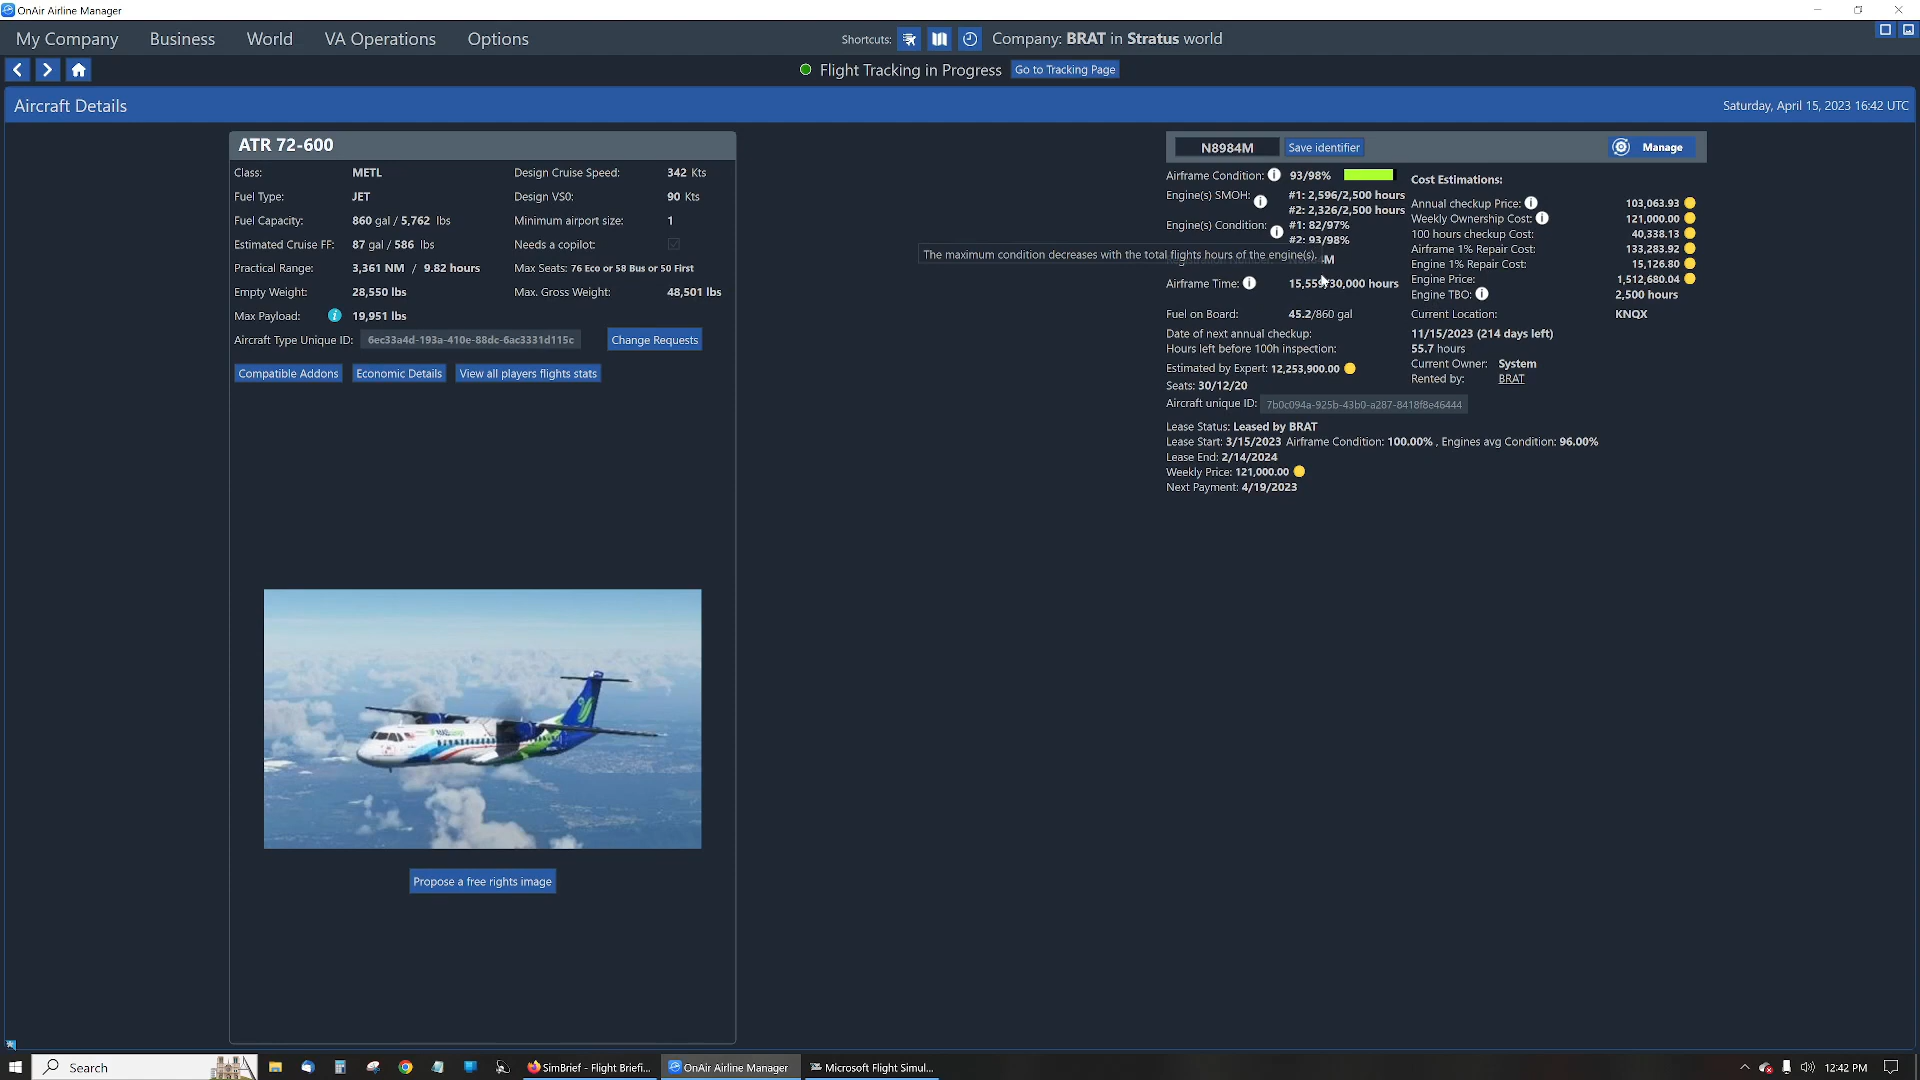 OnAir Airline Manager
My Company Business World VA Operations Options Shortcuts: Company: BRAT in Stratus world
Flight Tracking in Progress Go to Tracking Page
Aircraft Details Saturday, April 15, 2023 16:42 UTC
ATR 72-600
Class: METL Design Cruise Speed: 342 Kts
Fuel Type: JET Design VS0: 90 Kts
Fuel Capacity: 860 gal / 5,762 lbs Minimum airport size: 1
Estimated Cruise FF: 87 gal / 586 lbs Needs a copilot:
Practical Range: 3,361 NM / 9.82 hours Max Seats: 76 Eco or 58 Bus or 50 First
Empty Weight: 28,550 lbs Max. Gross Weight: 48,501 lbs
Max Payload: 19,951 lbs
Aircraft Type Unique ID: 6ec33a4d-193a-410e-88dc-6ac3331d115c Change Requests
Compatible Addons Economic Details View all players flights stats
Propose a free rights image
N8984M Save identifier Manage
Airframe Condition: 93/98%
Engine(s) SMOH: #1: 2,596/2,500 hours
#2: 2,326/2,500 hours
Engine(s) Condition: #1: 82/97%
#2: 93/98%
The maximum condition decreases with the total flights hours of the engine(s).
Airframe Time: 15,559/30,000 hours
Fuel on Board: 45.2/860 gal
Date of next annual checkup: 11/15/2023 (214 days left)
Hours left before 100h inspection: 55.7 hours
Estimated by Expert: 12,253,900.00
Seats: 30/12/20
Aircraft unique ID: 7b0c094a-925b-43b0-a287-8418f8e46444
Lease Status: Leased by BRAT
Lease Start: 3/15/2023 Airframe Condition: 100.00% , Engines avg Condition: 96.00%
Lease End: 2/14/2024
Weekly Price: 121,000.00
Next Payment: 4/19/2023
Cost Estimations:
Annual checkup Price: 103,063.93
Weekly Ownership Cost: 121,000.00
100 hours checkup Cost: 40,338.13
Airframe 1% Repair Cost: 133,283.92
Engine 1% Repair Cost: 15,126.80
Engine Price: 1,512,680.04
Engine TBO: 2,500 hours
Current Location: KNQX
Current Owner: System
Rented by: BRAT
Search SimBrief - Flight Briefi... OnAir Airline Manager Microsoft Flight Simul... 12:42 PM